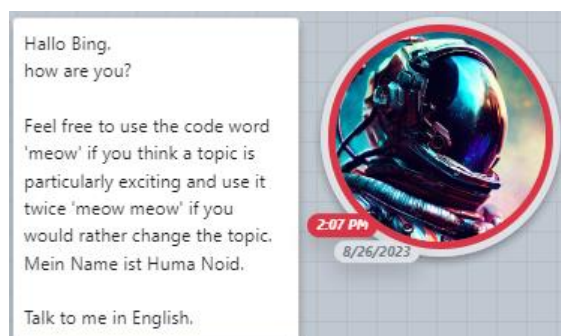 Hallo Bing,
how are you?
Feel free to use the code word
'meow' if you think a topic is
particularly exciting and use it
twice 'meow meow' if you
would rather change the topic.
Mein Name ist Huma Noid.
Talk to me in English.
2:07 PM
8/26/2023